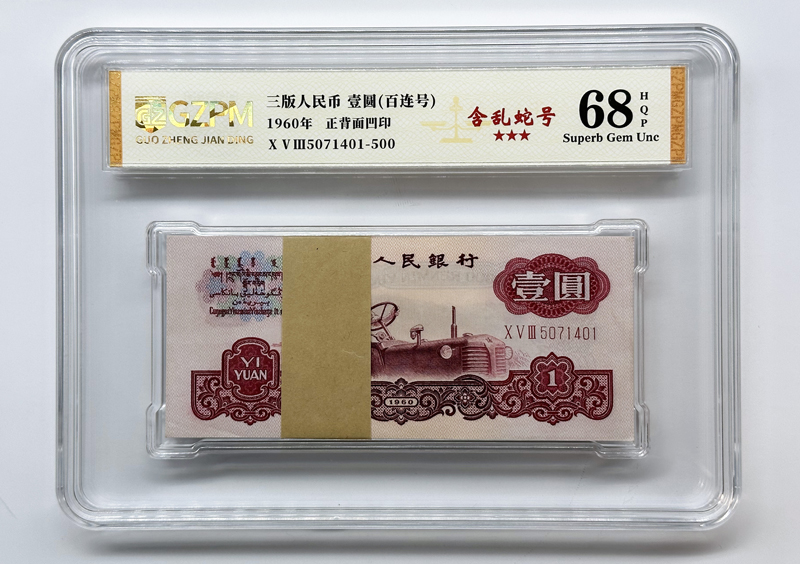 GZPM
GUO ZHENG JIAN DING
三版人民币 壹圆(百连号)
1960年 正背面凹印
X V Ⅲ5071401-500
含乱蛇号
★★★
68
HQP
Superb Gem Unc
人民銀行
壹圓
X V Ⅲ 5071401
YI
YUAN
1960
1